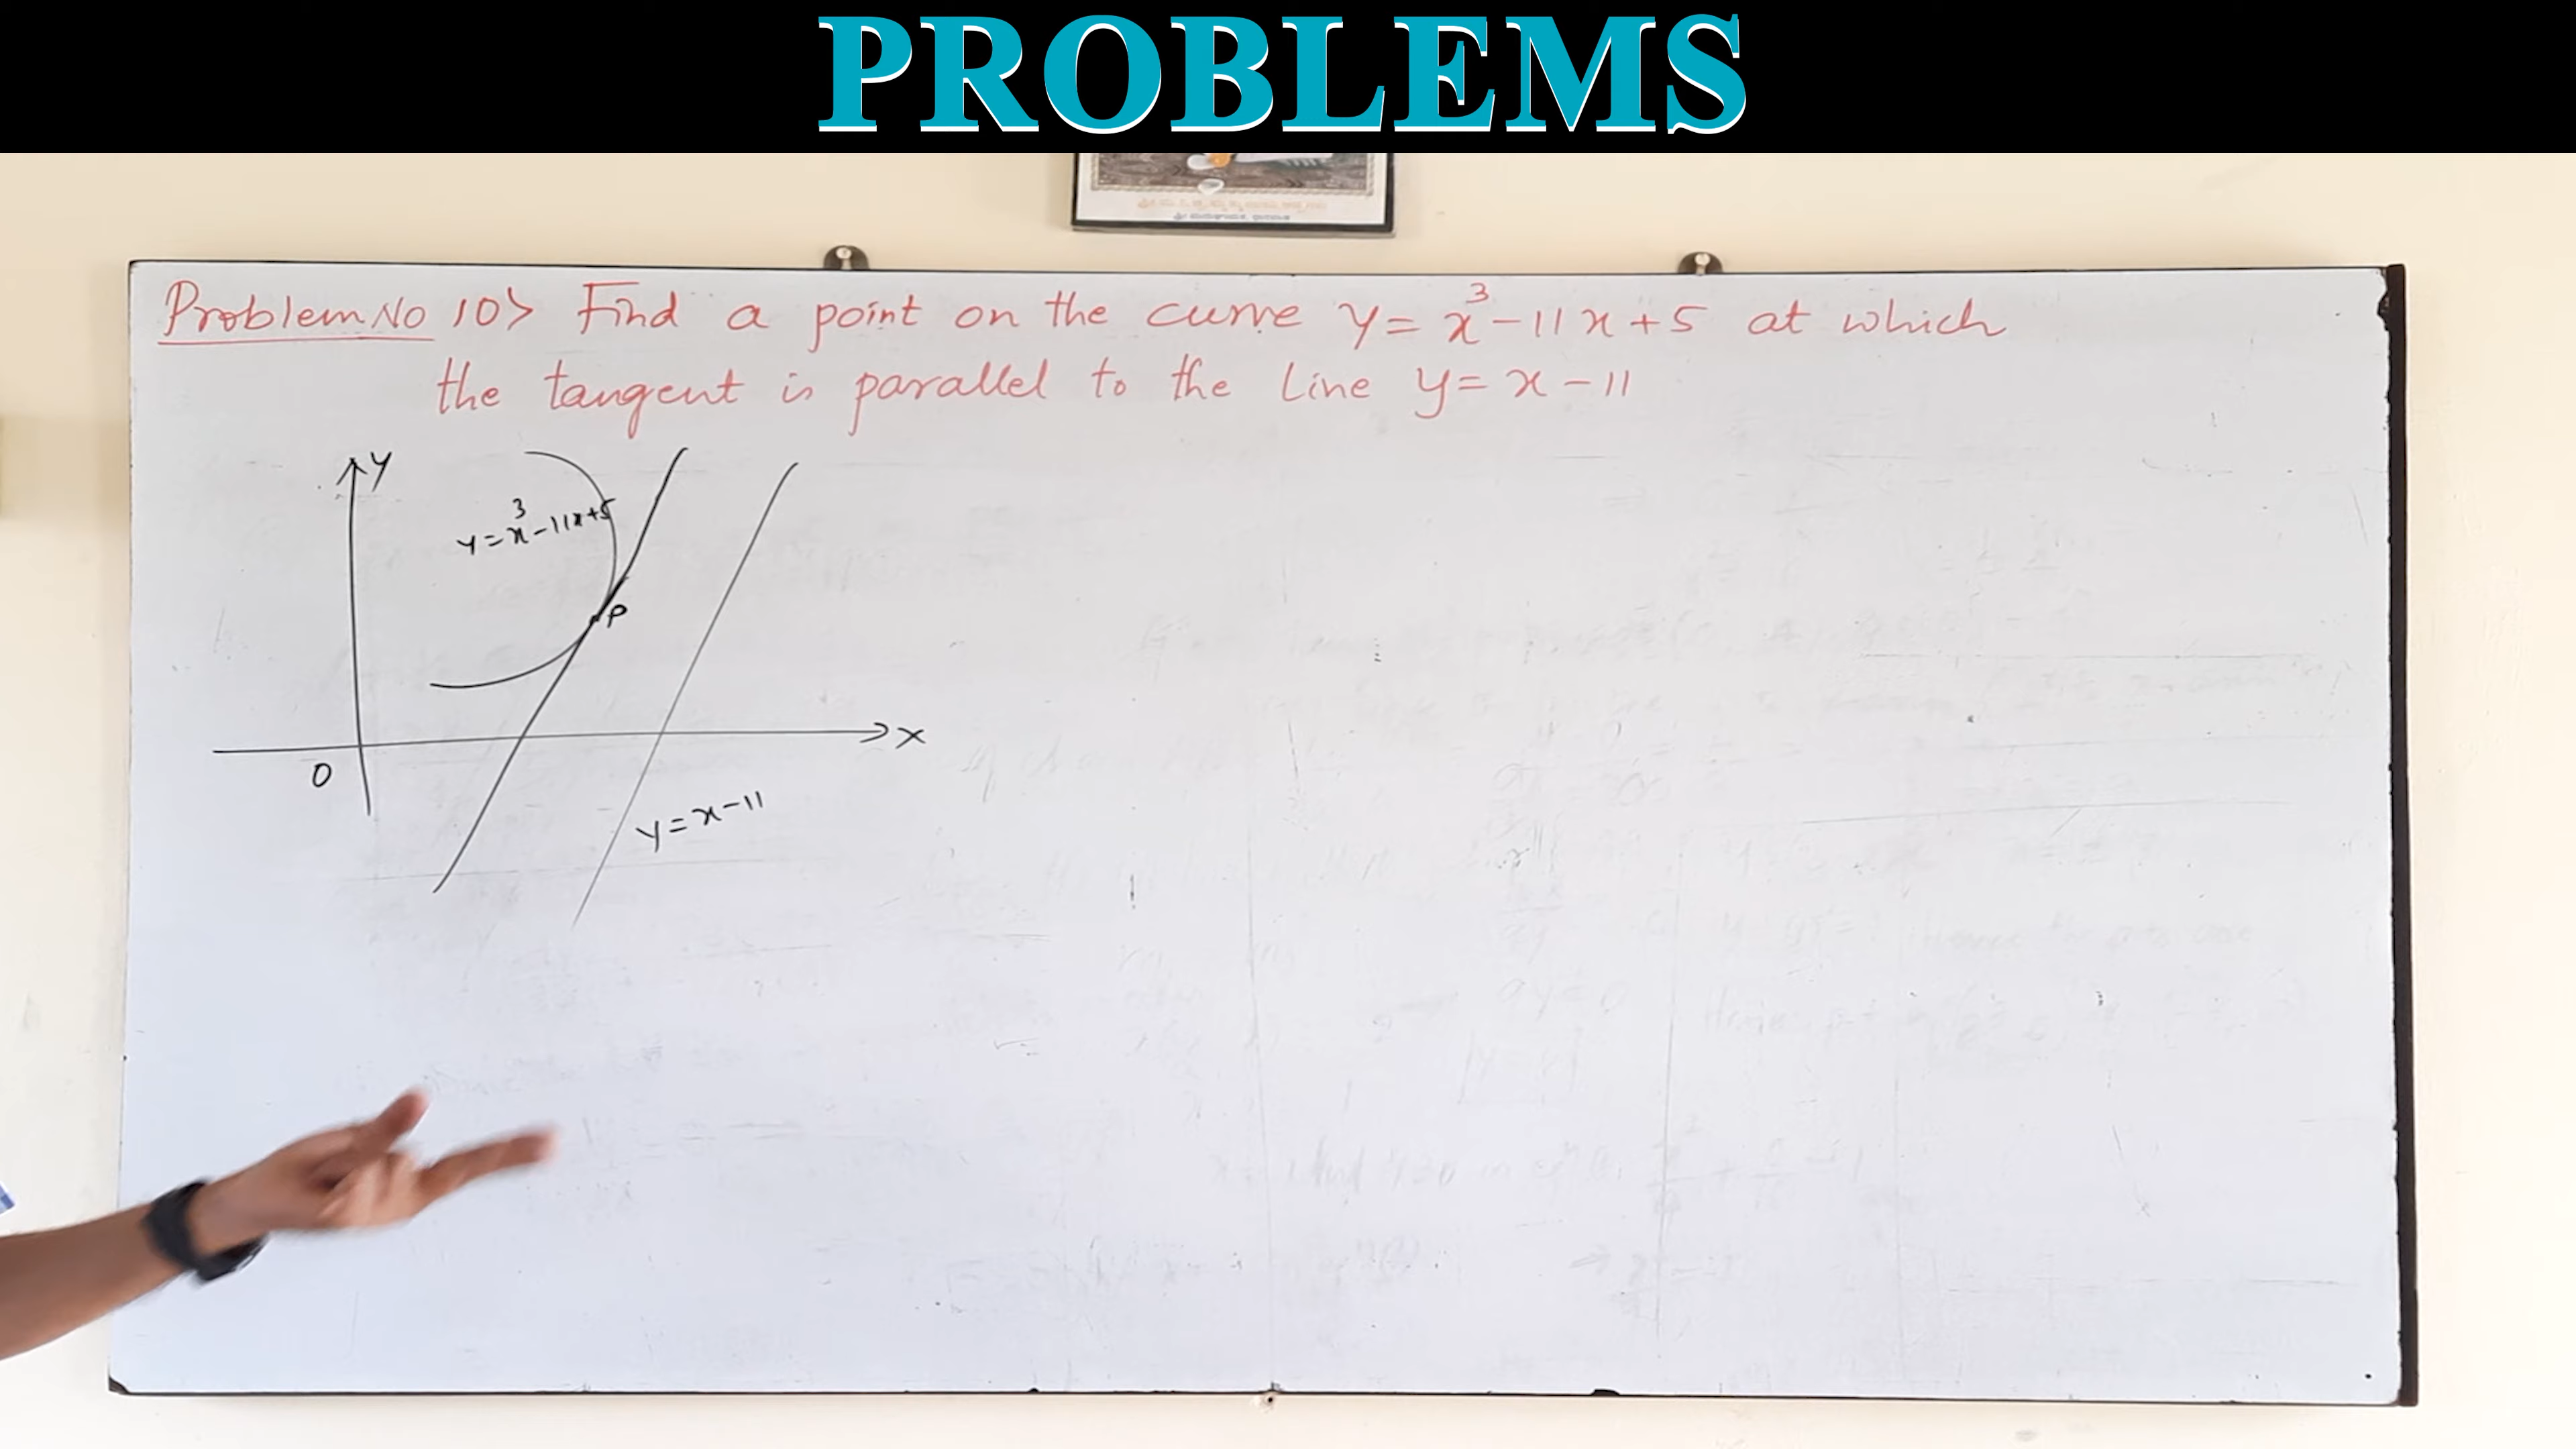 PROBLEMS
Problem No 10> Find a point on the curve y = x³ - 11x + 5 at which
the tangent is parallel to the Line y = x - 11
Y
y = x³ - 11x + 5
P
X
O
y = x - 11